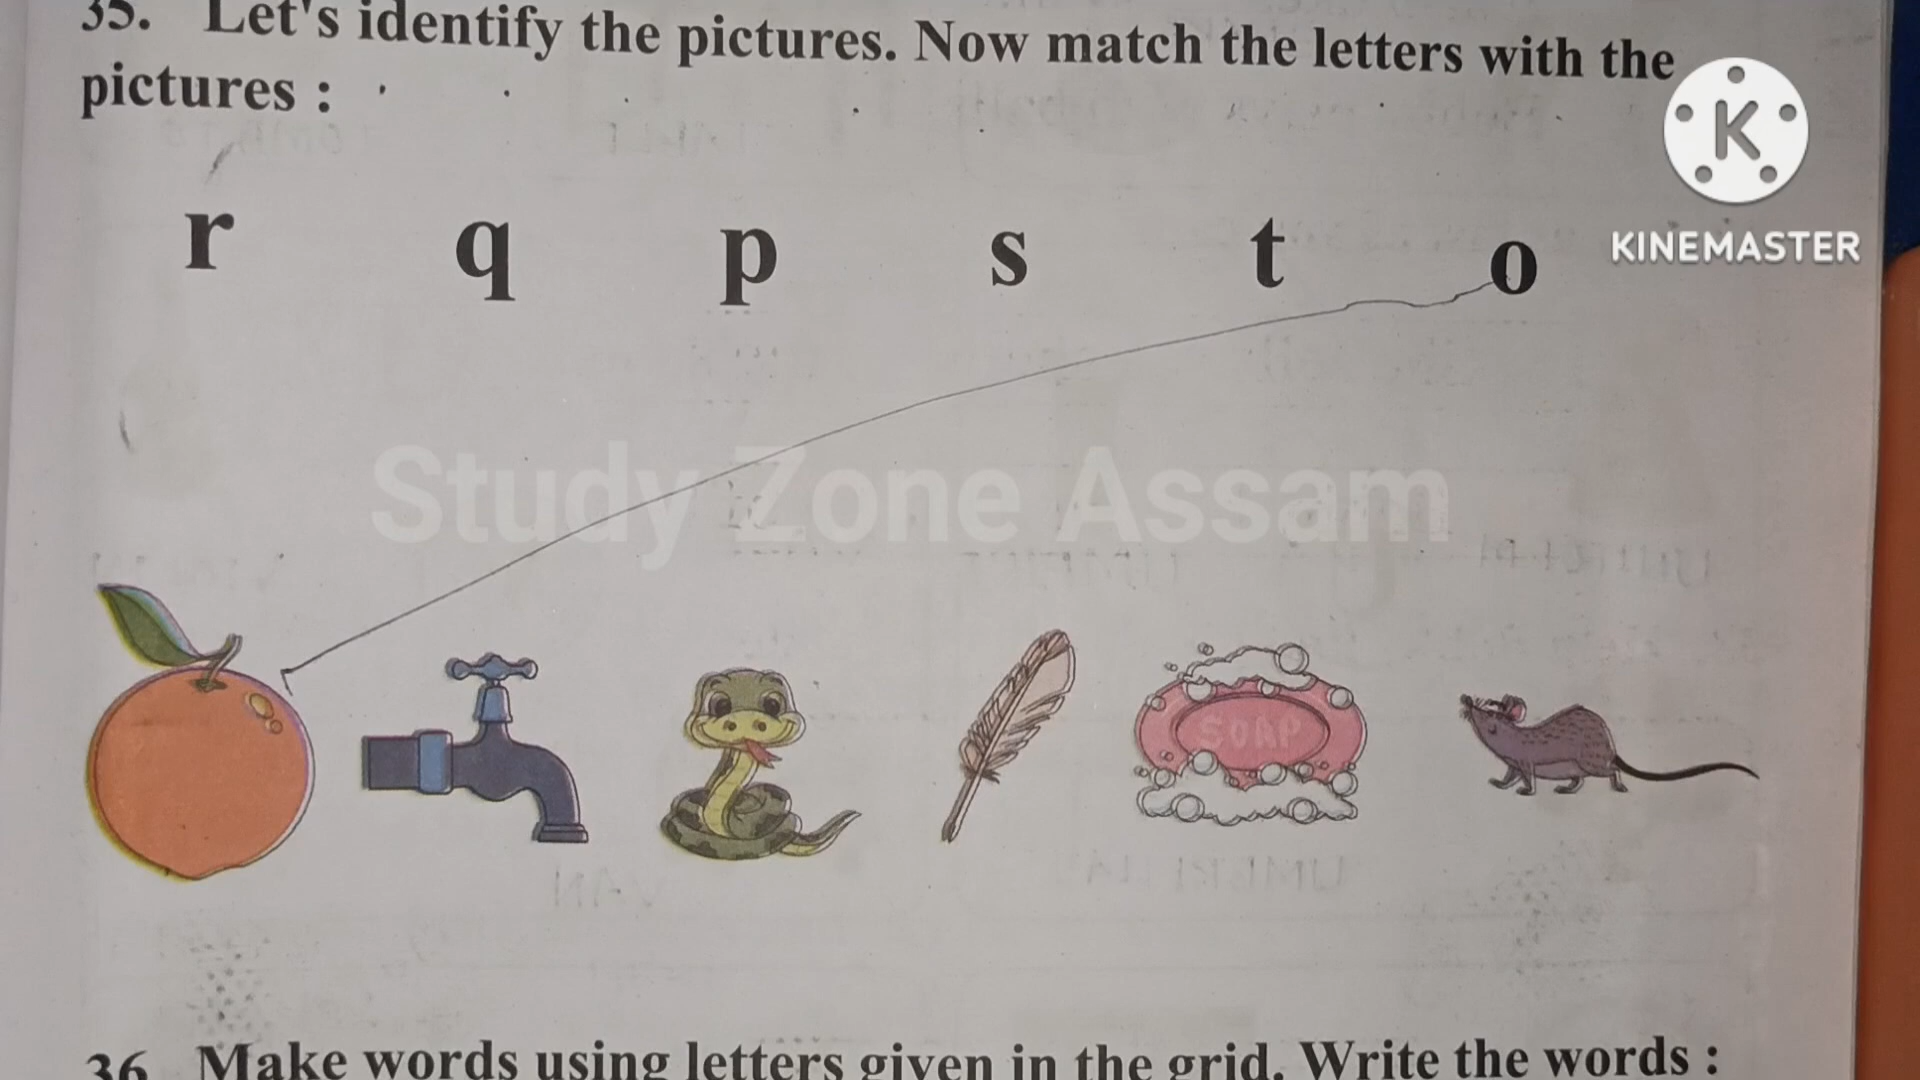 35. Let's identify the pictures. Now match the letters with the
pictures :
K
KINEMASTER
r q p s t o
Study Zone Assam
SOAP
36. Make words using letters given in the grid. Write the words :